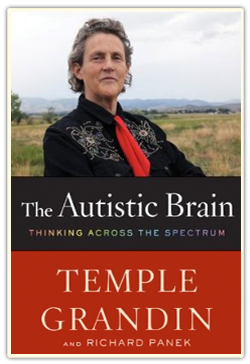 The Autistic Brain
THINKING ACROSS THE SPECTRUM
TEMPLE
GRANDIN
AND RICHARD PANEK